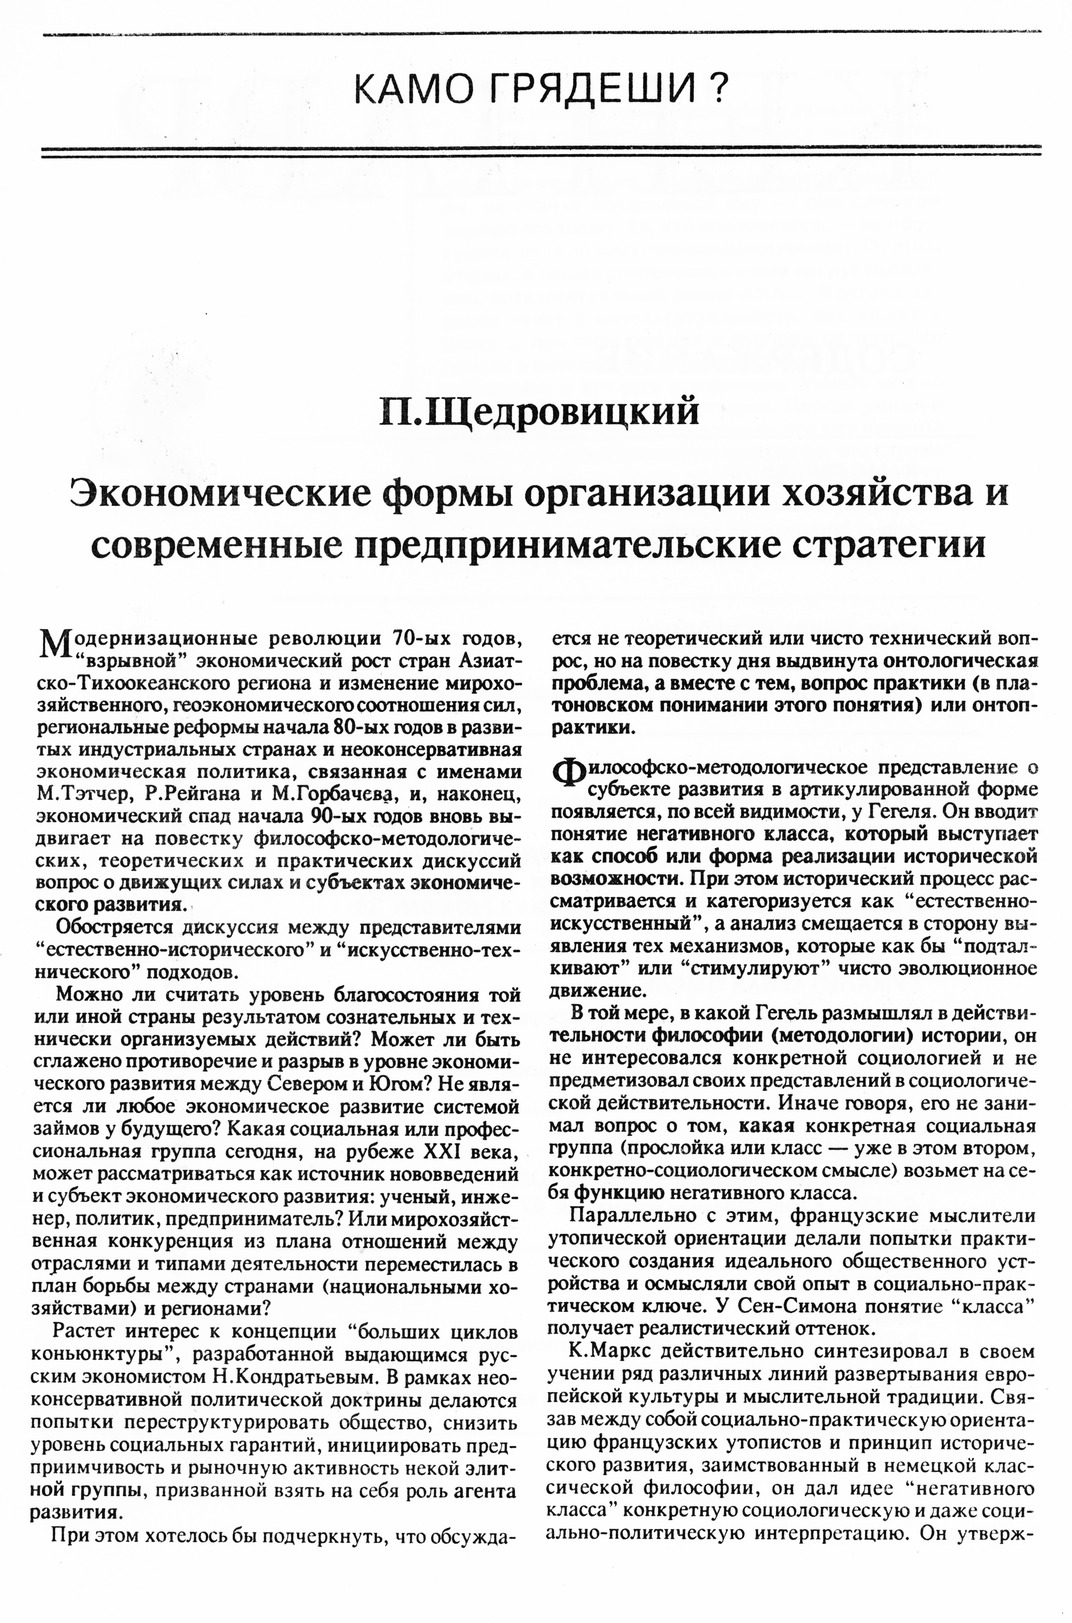 КАМО ГРЯДЕШИ ?
П.Щедровицкий
Экономические формы организации хозяйства и
современные предпринимательские стратегии
Модернизационные революции 70-ых годов,
“взрывной” экономический рост стран Азиат-
ско-Тихоокеанского региона и изменение мирохо-
зяйственного, геоэкономического соотношения сил,
региональные реформы начала 80-ых годов в разви-
тых индустриальных странах и неоконсервативная
экономическая политика, связанная с именами
М.Тэтчер, Р.Рейгана и М.Горбачева, и, наконец,
экономический спад начала 90-ых годов вновь вы-
двигает на повестку философско-методологиче-
ских, теоретических и практических дискуссий
вопрос о движущих силах и субъектах экономиче-
ского развития.
Обостряется дискуссия между представителями
“естественно-исторического” и “искусственно-тех-
нического” подходов.
Можно ли считать уровень благосостояния той
или иной страны результатом сознательных и тех-
нически организуемых действий? Может ли быть
сглажено противоречие и разрыв в уровне экономи-
ческого развития между Севером и Югом? Не явля-
ется ли любое экономическое развитие системой
займов у будущего? Какая социальная или профес-
сиональная группа сегодня, на рубеже XXI века,
может рассматриваться как источник нововведений
и субъект экономического развития: ученый, инже-
нер, политик, предприниматель? Или мирохозяйст-
венная конкуренция из плана отношений между
отраслями и типами деятельности переместилась в
план борьбы между странами (национальными хо-
зяйствами) и регионами?
Растет интерес к концепции “больших циклов
коньюнктуры”, разработанной выдающимся рус-
ским экономистом Н.Кондратьевым. В рамках нео-
консервативной политической доктрины делаются
попытки переструктурировать общество, снизить
уровень социальных гарантий, инициировать пред-
приимчивость и рыночную активность некой элит-
ной группы, призванной взять на себя роль агента
развития.
При этом хотелось бы подчеркнуть, что обсужда-
ется не теоретический или чисто технический воп-
рос, но на повестку дня выдвинута онтологическая
проблема, а вместе с тем, вопрос практики (в пла-
тоновском понимании этого понятия) или онтоп-
рактики.
Философско-методологическое представление о
субъекте развития в артикулированной форме
появляется, по всей видимости, у Гегеля. Он вводит
понятие негативного класса, который выступает
как способ или форма реализации исторической
возможности. При этом исторический процесс рас-
сматривается и категоризуется как “естественно-
искусственный”, а анализ смещается в сторону вы-
явления тех механизмов, которые как бы “подтал-
кивают” или “стимулируют” чисто эволюционное
движение.
В той мере, в какой Гегель размышлял в действи-
тельности философии (методологии) истории, он
не интересовался конкретной социологией и не
предметизовал своих представлений в социологиче-
ской действительности. Иначе говоря, его не зани-
мал вопрос о том, какая конкретная социальная
группа (прослойка или класс — уже в этом втором,
конкретно-социологическом смысле) возьмет на се-
бя функцию негативного класса.
Параллельно с этим, французские мыслители
утопической ориентации делали попытки практи-
ческого создания идеального общественного уст-
ройства и осмысляли свой опыт в социально-прак-
тическом ключе. У Сен-Симона понятие “класса”
получает реалистический оттенок.
К.Маркс действительно синтезировал в своем
учении ряд различных линий развертывания евро-
пейской культуры и мыслительной традиции. Свя-
зав между собой социально-практическую ориента-
цию французских утопистов и принцип историче-
ского развития, заимствованный в немецкой клас-
сической философии, он дал идее “негативного
класса” конкретную социологическую и даже соци-
ально-политическую интерпретацию. Он утверж-